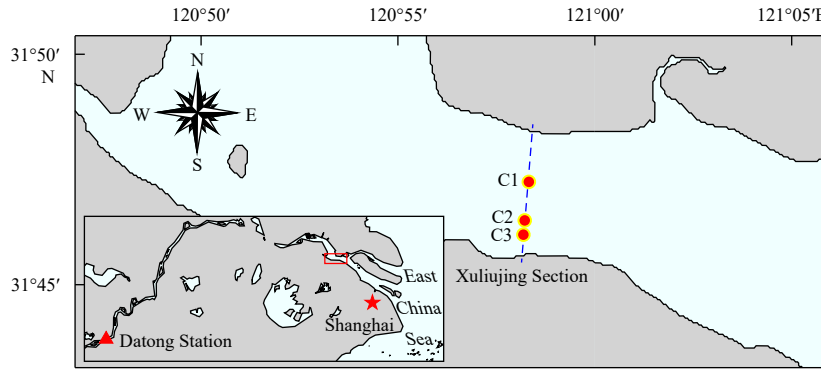 120°50′ 120°55′ 121°00′ 121°05′E
31°50′
N
N
W E
S
C1
C2
C3
31°45′
Xuliujing Section
East
China
Sea
Shanghai
Datong Station